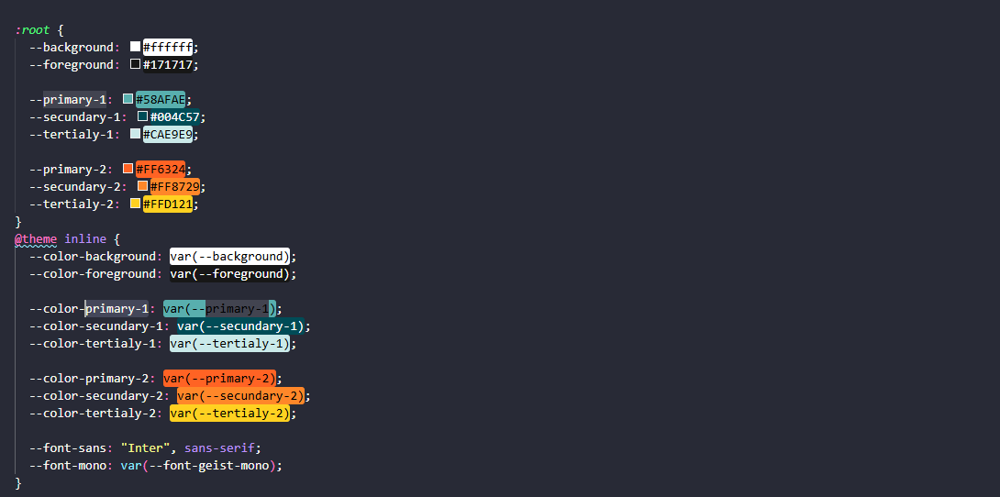 :root {
--background: #ffffff;
--foreground: #171717;
--primary-1: #58AFAE;
--secundary-1: #004C57;
--tertialy-1: #CAE9E9;
--primary-2: #FF6324;
--secundary-2: #FF8729;
--tertialy-2: #FFD121;
}
@theme inline {
--color-background: var(--background);
--color-foreground: var(--foreground);
--color-primary-1: var(--primary-1);
--color-secundary-1: var(--secundary-1);
--color-tertialy-1: var(--tertialy-1);
--color-primary-2: var(--primary-2);
--color-secundary-2: var(--secundary-2);
--color-tertialy-2: var(--tertialy-2);
--font-sans: "Inter", sans-serif;
--font-mono: var(--font-geist-mono);
}